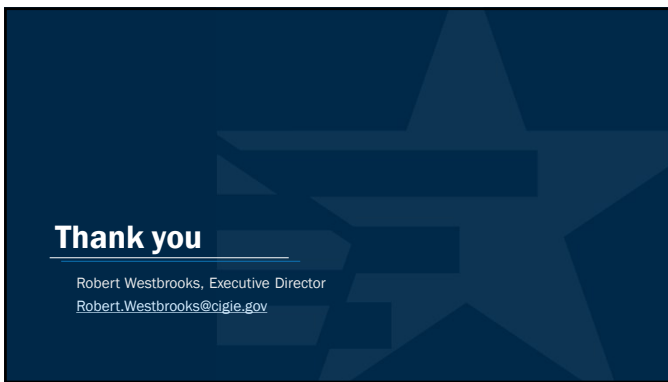 Thank you
Robert Westbrooks, Executive Director
Robert.Westbrooks@cigie.gov